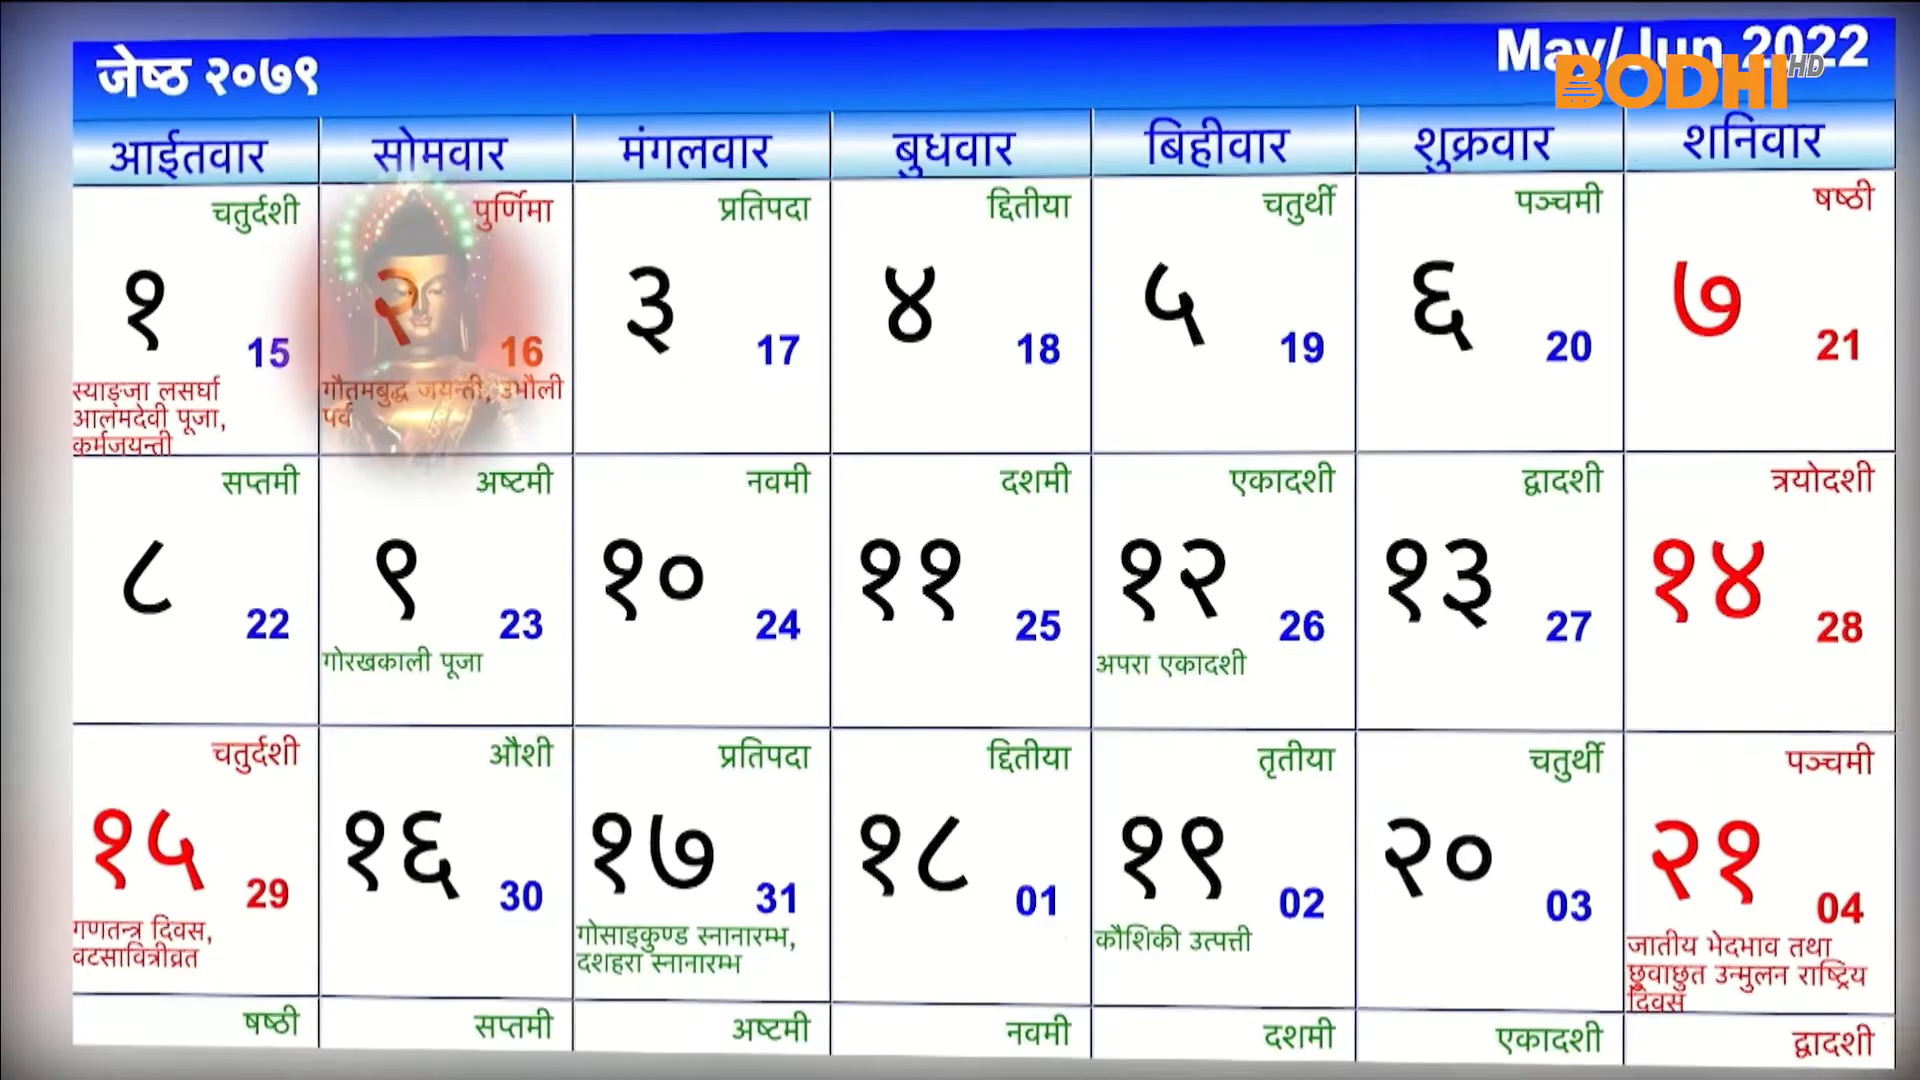 जेष्ठ २०७९
May/Jun 2022
BODHI HD
आईतवार सोमवार मंगलवार बुधवार बिहीवार शुक्रवार शनिवार
चतुर्दशी पुर्णिमा प्रतिपदा द्दितीया चतुर्थी पञ्चमी षष्ठी
१ २ ३ ४ ५ ६ ७
15 16 17 18 19 20 21
स्याङ्जा लसर्घा
आलमदेवी पूजा,
कुर्मजयन्ती
गौतमबुद्ध जयन्ती, उभौली
पर्व
सप्तमी अष्टमी नवमी दशमी एकादशी द्वादशी त्रयोदशी
८ ९ १० ११ १२ १३ १४
22 23 24 25 26 27 28
गोरखकाली पूजा
अपरा एकादशी
चतुर्दशी औशी प्रतिपदा द्दितीया तृतीया चतुर्थी पञ्चमी
१५ १६ १७ १८ १९ २० २१
29 30 31 01 02 03 04
गणतन्त्र दिवस,
वटसावित्रीव्रत
गोसाइकुण्ड स्नानारम्भ,
दशहरा स्नानारम्भ
कौशिकी उत्पत्ती
जातीय भेदभाव तथा
छुवाछुत उन्मुलन राष्ट्रिय
दिवस
षष्ठी सप्तमी अष्टमी नवमी दशमी एकादशी द्वादशी